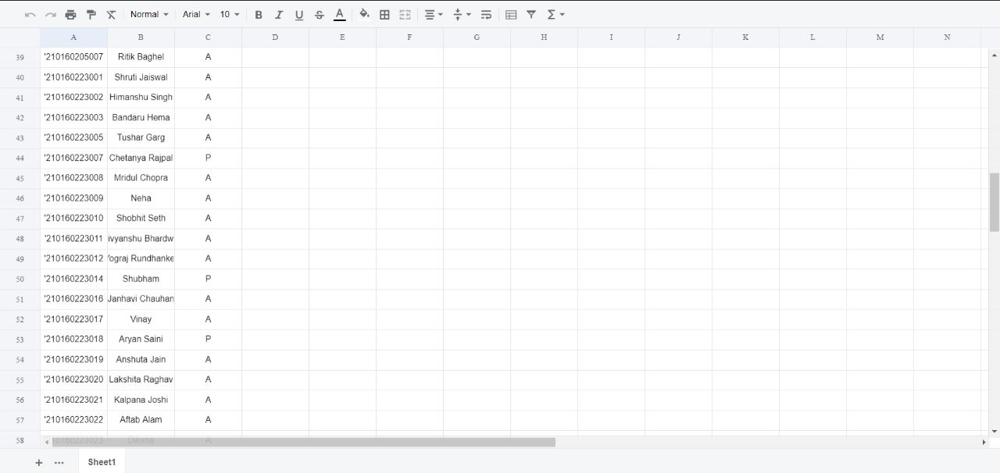 Normal Arial 10 B I U S A Σ
A B C D E F G H I J K L M N
39 '210160205007 Ritik Baghel A
40 '210160223001 Shruti Jaiswal A
41 '210160223002 Himanshu Singh A
42 '210160223003 Bandaru Hema A
43 '210160223005 Tushar Garg A
44 '210160223007 Chetanya Rajpal P
45 '210160223008 Mridul Chopra A
46 '210160223009 Neha A
47 '210160223010 Shobhit Seth A
48 '210160223011 ivyanshu Bhardw A
49 '210160223012 Yograj Rundhanke A
50 '210160223014 Shubham P
51 '210160223016 Janhavi Chauhan A
52 '210160223017 Vinay A
53 '210160223018 Aryan Saini P
54 '210160223019 Anshuta Jain A
55 '210160223020 Lakshita Raghav A
56 '210160223021 Kalpana Joshi A
57 '210160223022 Aftab Alam A
58 '210160223023 Diksha A
+ ... Sheet1